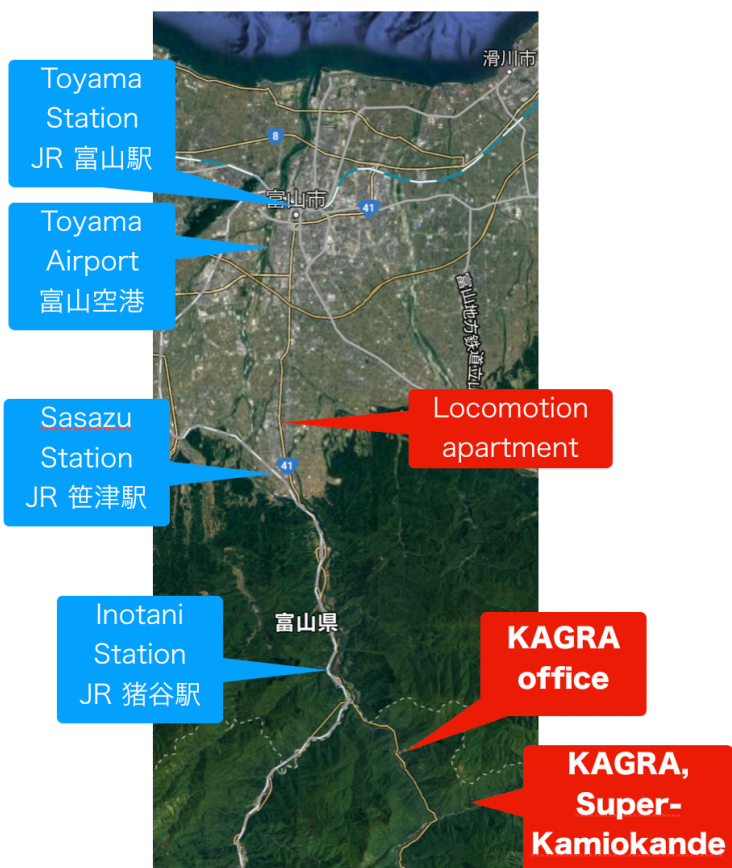 滑川市
Toyama
Station
JR 富山駅
8
富山市
41
Toyama
Airport
富山空港
富山地方鉄道立山
Locomotion
apartment
Sasazu
Station
JR 笹津駅
41
Inotani
Station
JR 猪谷駅
富山県
KAGRA
office
KAGRA,
Super-
Kamiokande